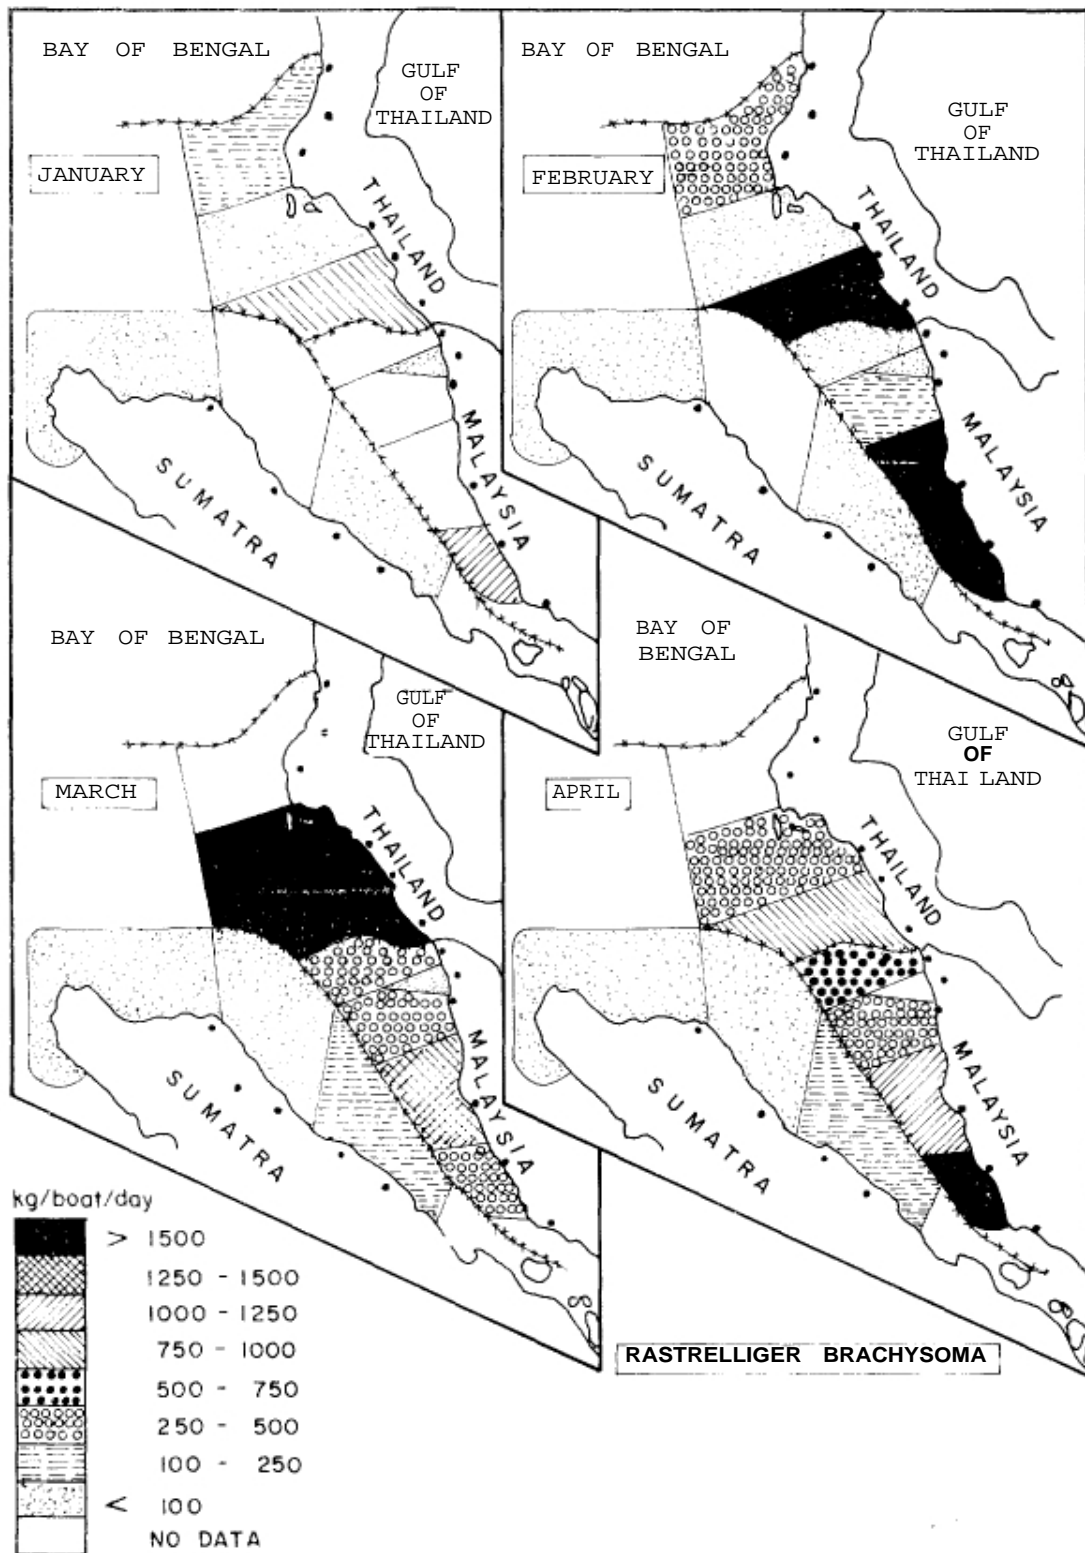 BAY OF BENGAL
GULF
OF
THAILAND
JANUARY
THAILAND
MALAYSIA
SUMATRA
BAY OF BENGAL
GULF
OF
THAILAND
FEBRUARY
THAILAND
MALAYSIA
SUMATRA
BAY OF BENGAL
GULF
OF
THAILAND
MARCH
THAILAND
MALAYSIA
SUMATRA
BAY OF
BENGAL
GULF
OF
THAI LAND
APRIL
THAILAND
MALAYSIA
SUMATRA
kg/boat/day
> 1500
1250 - 1500
1000 - 1250
750 - 1000
500 - 750
250 - 500
100 - 250
< 100
NO DATA
RASTRELLIGER BRACHYSOMA